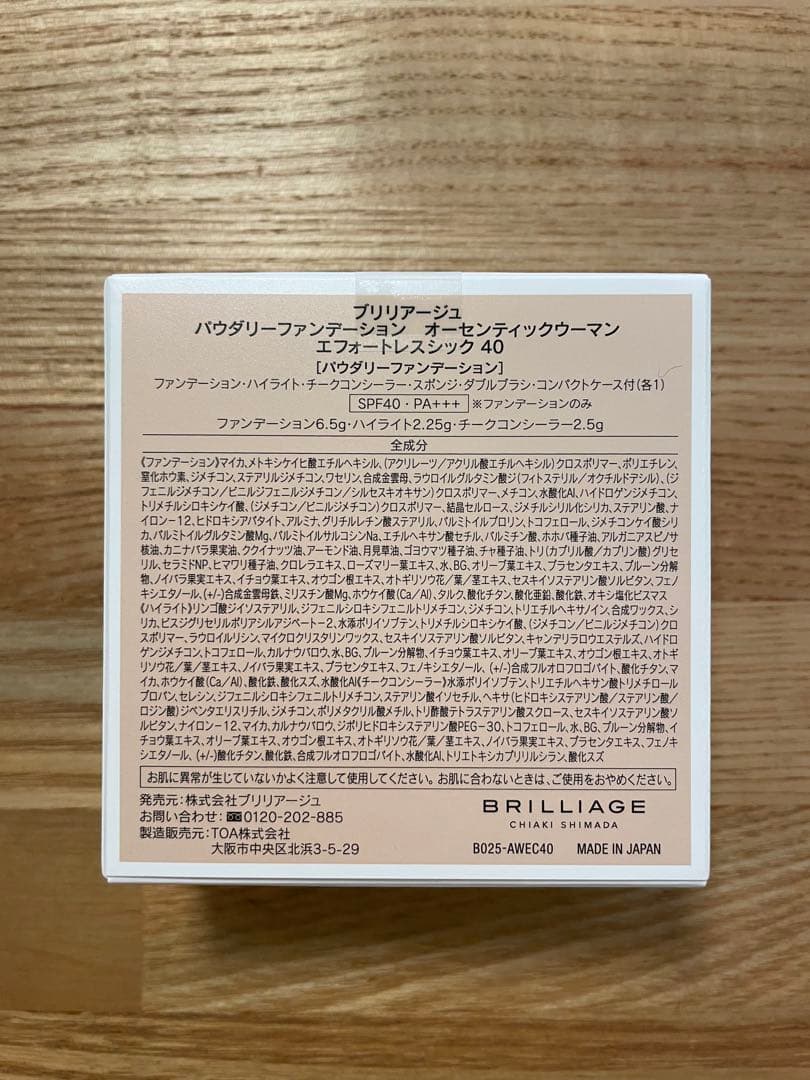 ブリリアージュ
パウダリーファンデーション　オーセンティックウーマン
エフォートレスシック 40
[パウダリーファンデーション]
ファンデーション・ハイライト・チークコンシーラー・スポンジ・ダブルブラシ・コンパクトケース付(各1)
SPF40・PA+++ ※ファンデーションのみ
ファンデーション6.5g・ハイライト2.25g・チークコンシーラー2.5g
全成分
《ファンデーション》マイカ、メトキシケイヒ酸エチルヘキシル、(アクリレーツ／アクリル酸エチルヘキシル)クロスポリマー、ポリエチレン、
窒化ホウ素、ジメチコン、ステアリルジメチコン、ワセリン、合成金雲母、ラウロイルグルタミン酸ジ(フィトステリル／オクチルドデシル)、(ジ
フェニルジメチコン／ビニルジフェニルジメチコン／シルセスキオキサン)クロスポリマー、メチコン、水酸化Al、ハイドロゲンジメチコン、
トリメチルシロキシケイ酸、(ジメチコン／ビニルジメチコン)クロスポリマー、結晶セルロース、ジメチルシリル化シリカ、ステアリン酸、
ナイロン－12、ヒドロキシアパタイト、アルミナ、グリチルレチン酸ステアリル、パルミトイルプロリン、トコフェロール、ジメチコンケイ酸シリ
カ、パルミトイルグルタミン酸Mg、パルミトイルサルコシンNa、エチルヘキサン酸セチル、パルミチン酸、ホホバ種子油、アルガニアスピノサ
核油、カニナバラ果実油、ククイナッツ油、アーモンド油、月見草油、ゴヨウマツ種子油、チャ種子油、トリ(カプリル酸／カプリン酸)グリセ
リル、セラミドNP、ヒマワリ種子油、クロレラエキス、ローズマリー葉エキス、水、BG、オリーブ葉エキス、プラセンタエキス、プルーン分解
物、ノイバラ果実エキス、イチョウ葉エキス、オウゴン根エキス、オトギリソウ花／葉／茎エキス、セスキイソステアリン酸ソルビタン、フェノ
キシエタノール、(+/-)合成金雲母鉄、ミリスチン酸Mg、ホウケイ酸(Ca／Al)、タルク、酸化チタン、酸化亜鉛、酸化鉄、オキシ塩化ビスマス
《ハイライト》リンゴ酸ジイソステアリル、ジフェニルシロキシフェニルトリメチコン、ジメチコン、トリエチルヘキサノイン、合成ワックス、シ
リカ、ビスジグリセリルポリアシルアジペート－2、水添ポリイソブテン、トリメチルシロキシケイ酸、(ジメチコン／ビニルジメチコン)クロ
スポリマー、ラウロイルリシン、マイクロクリスタリンワックス、セスキイソステアリン酸ソルビタン、キャンデリラロウエステルズ、ハイドロ
ゲンジメチコン、トコフェロール、カルナウバロウ、水、BG、プルーン分解物、イチョウ葉エキス、オリーブ葉エキス、オウゴン根エキス、オトギ
リソウ花／葉／茎エキス、ノイバラ果実エキス、プラセンタエキス、フェノキシエタノール、(+/-)合成フルオロフロゴパイト、酸化チタン、マ
イカ、ホウケイ酸(Ca／Al)、酸化鉄、酸化スズ、水酸化Al《チークコンシーラー》水添ポリイソブテン、トリエチルヘキサン酸トリメチロール
プロパン、セレシン、ジフェニルシロキシフェニルトリメチコン、ステアリン酸イソセチル、ヘキサ(ヒドロキシステアリン酸／ステアリン酸／
ロジン酸)ジペンタエリスリチル、ジメチコン、ポリメタクリル酸メチル、トリ酢酸テトラステアリン酸スクロース、セスキイソステアリン酸ソ
ルビタン、ナイロン－12、マイカ、カルナウバロウ、ジポリヒドロキシステアリン酸PEG－30、トコフェロール、水、BG、プルーン分解物、イ
チョウ葉エキス、オリーブ葉エキス、オウゴン根エキス、オトギリソウ花／葉／茎エキス、ノイバラ果実エキス、プラセンタエキス、フェノキ
シエタノール、(+/-)酸化チタン、酸化鉄、合成フルオロフロゴパイト、水酸化Al、トリエトキシカプリリルシラン、酸化スズ
お肌に異常が生じていないかよく注意して使用してください。お肌に合わないときは、ご使用をおやめください。
発売元：株式会社ブリリアージュ
お問い合わせ：0120-202-885
製造販売元：TOA株式会社
大阪市中央区北浜3-5-29
BRILLIAGE
CHIAKI SHIMADA
B025-AWEC40 MADE IN JAPAN